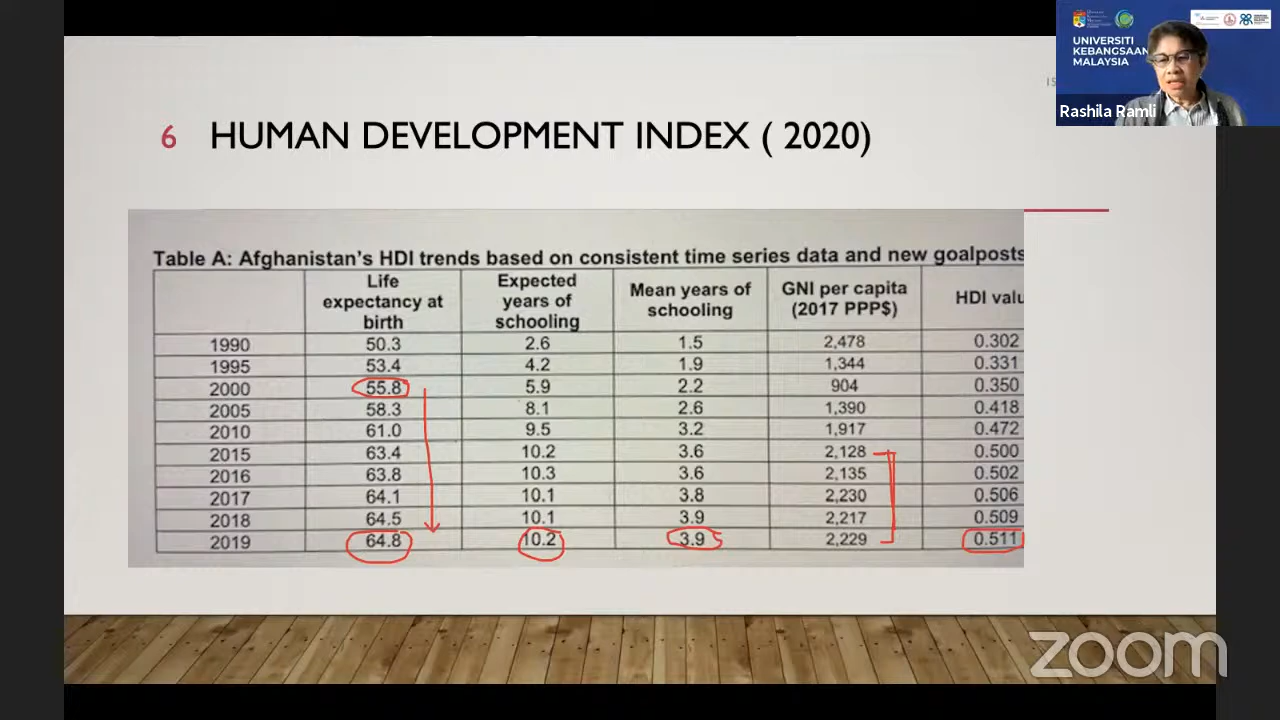 UNIVERSITI
KEBANGSAAN
MALAYSIA
Rashila Ramli
6 HUMAN DEVELOPMENT INDEX ( 2020)
Table A: Afghanistan's HDI trends based on consistent time series data and new goalposts
Life expectancy at birth Expected years of schooling Mean years of schooling GNI per capita (2017 PPP$) HDI valu
1990 50.3 2.6 1.5 2,478 0.302
1995 53.4 4.2 1.9 1,344 0.331
2000 55.8 5.9 2.2 904 0.350
2005 58.3 8.1 2.6 1,390 0.418
2010 61.0 9.5 3.2 1,917 0.472
2015 63.4 10.2 3.6 2,128 0.500
2016 63.8 10.3 3.6 2,135 0.502
2017 64.1 10.1 3.8 2,230 0.506
2018 64.5 10.1 3.9 2,217 0.509
2019 64.8 10.2 3.9 2,229 0.511
zoom